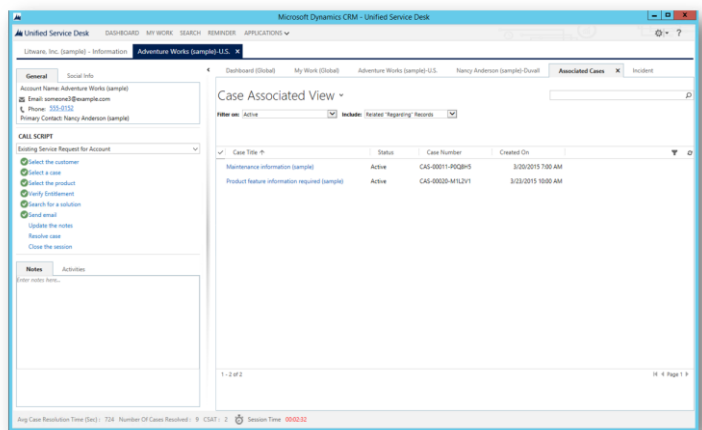 Microsoft Dynamics CRM - Unified Service Desk
Unified Service Desk DASHBOARD MY WORK SEARCH REMINDER APPLICATIONS ?
Litware, Inc. (sample) - Information Adventure Works (sample)-U.S. X
General Social Info
Account Name: Adventure Works (sample)
Email: someone3@example.com
Phone: 555-0152
Primary Contact: Nancy Anderson (sample)
CALL SCRIPT
Existing Service Request for Account
Select the customer
Select a case
Select the product
Verify Entitlement
Search for a solution
Send email
Update the notes
Resolve case
Close the session
Notes Activities
Enter notes here...
Dashboard (Global) My Work (Global) Adventure Works (sample)-U.S. Nancy Anderson (sample)-Duvall Associated Cases X Incident
Case Associated View
Filter on: Active Include: Related "Regarding" Records
Case Title Status Case Number Created On
Maintenance information (sample) Active CAS-00011-P0Q8H5 3/20/2015 7:00 AM
Product feature information required (sample) Active CAS-00020-M1L2V1 3/23/2015 10:00 AM
1 - 2 of 2 Page 1
Avg Case Resolution Time (Sec) : 724 Number Of Cases Resolved : 9 CSAT : 2 Session Time 00:02:32